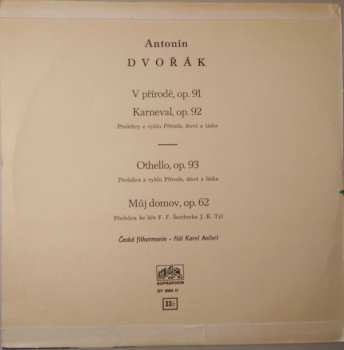 Antonín
DVOŘÁK
V přírodě, op. 91
Karneval, op. 92
Předehry z cyklu Příroda, život a láska
Othello, op. 93
Předehra z cyklu Příroda, život a láska
Můj domov, op. 62
Předehra ke hře F. F. Šamberka J. K. Tyl
Česká filharmonie - řídí Karel Ančerl
SUPRAPHON
33